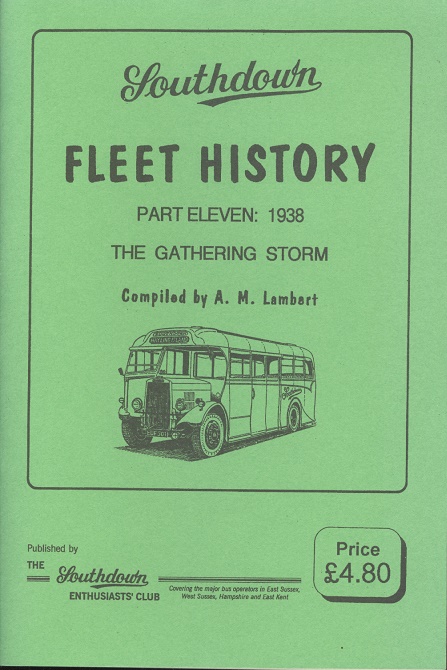 Southdown
FLEET HISTORY
PART ELEVEN: 1938
THE GATHERING STORM
Compiled by A. M. Lambert
Published by
THE
Southdown
ENTHUSIASTS' CLUB
Covering the major bus operators in East Sussex,
West Sussex, Hampshire and East Kent
Price
£4.80